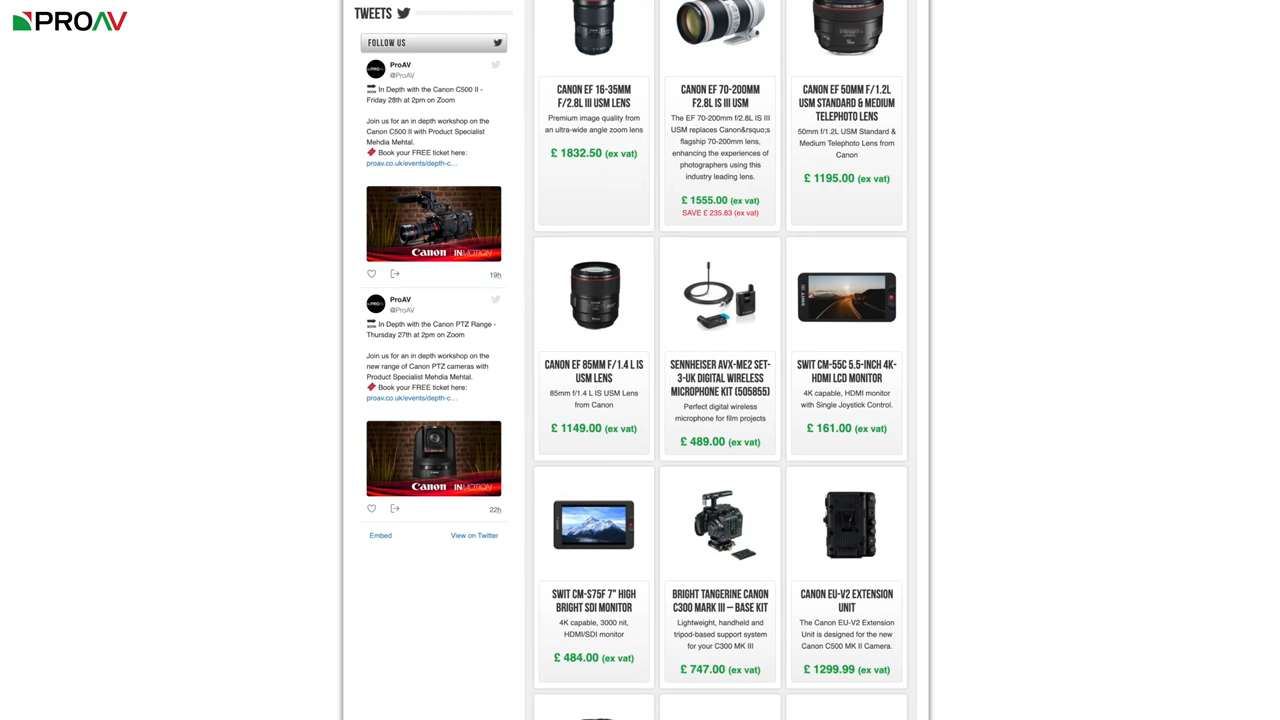 PROAV
TWEETS
FOLLOW US
ProAV
@ProAV
SOON In Depth with the Canon C500 II -
Friday 28th at 2pm on Zoom
Join us for an in depth workshop on the
Canon C500 II with Product Specialist
Mehdia Mehtal.
Book your FREE ticket here:
proav.co.uk/events/depth-c…
Canon INMOTION
19h
ProAV
@ProAV
SOON In Depth with the Canon PTZ Range -
Thursday 27th at 2pm on Zoom
Join us for an in depth workshop on the
new range of Canon PTZ cameras with
Product Specialist Mehdia Mehtal.
Book your FREE ticket here:
proav.co.uk/events/depth-c…
Canon INMOTION
22h
Embed
View on Twitter
CANON EF 16-35MM
F/2.8L III USM LENS
Premium image quality from
an ultra-wide angle zoom lens
£ 1832.50 (ex vat)
CANON EF 70-200MM
F2.8L IS III USM
The EF 70-200mm f/2.8L IS III
USM replaces Canon&rsquo;s
flagship 70-200mm lens,
enhancing the experiences of
photographers using this
industry leading lens.
£ 1555.00 (ex vat)
SAVE £ 235.83 (ex vat)
CANON EF 50MM F/1.2L
USM STANDARD & MEDIUM
TELEPHOTO LENS
50mm f/1.2L USM Standard &
Medium Telephoto Lens from
Canon
£ 1195.00 (ex vat)
CANON EF 85MM F/1.4 L IS
USM LENS
85mm f/1.4 L IS USM Lens
from Canon
£ 1149.00 (ex vat)
SENNHEISER AVX-ME2 SET-
3-UK DIGITAL WIRELESS
MICROPHONE KIT (505855)
Perfect digital wireless
microphone for film projects
£ 489.00 (ex vat)
SWIT
SWIT CM-55C 5.5-INCH 4K-
HDMI LCD MONITOR
4K capable, HDMI monitor
with Single Joystick Control.
£ 161.00 (ex vat)
SWIT CM-S75F 7" HIGH
BRIGHT SDI MONITOR
4K capable, 3000 nit,
HDMI/SDI monitor
£ 484.00 (ex vat)
BRIGHT TANGERINE CANON
C300 MARK III – BASE KIT
Lightweight, handheld and
tripod-based support system
for your C300 MK III
£ 747.00 (ex vat)
CANON EU-V2 EXTENSION
UNIT
The Canon EU-V2 Extension
Unit is designed for the new
Canon C500 MK II Camera.
£ 1299.99 (ex vat)